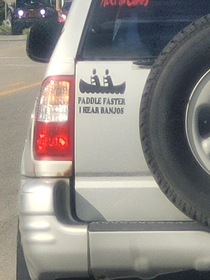 PADDLE FASTER
I HEAR BANJOS